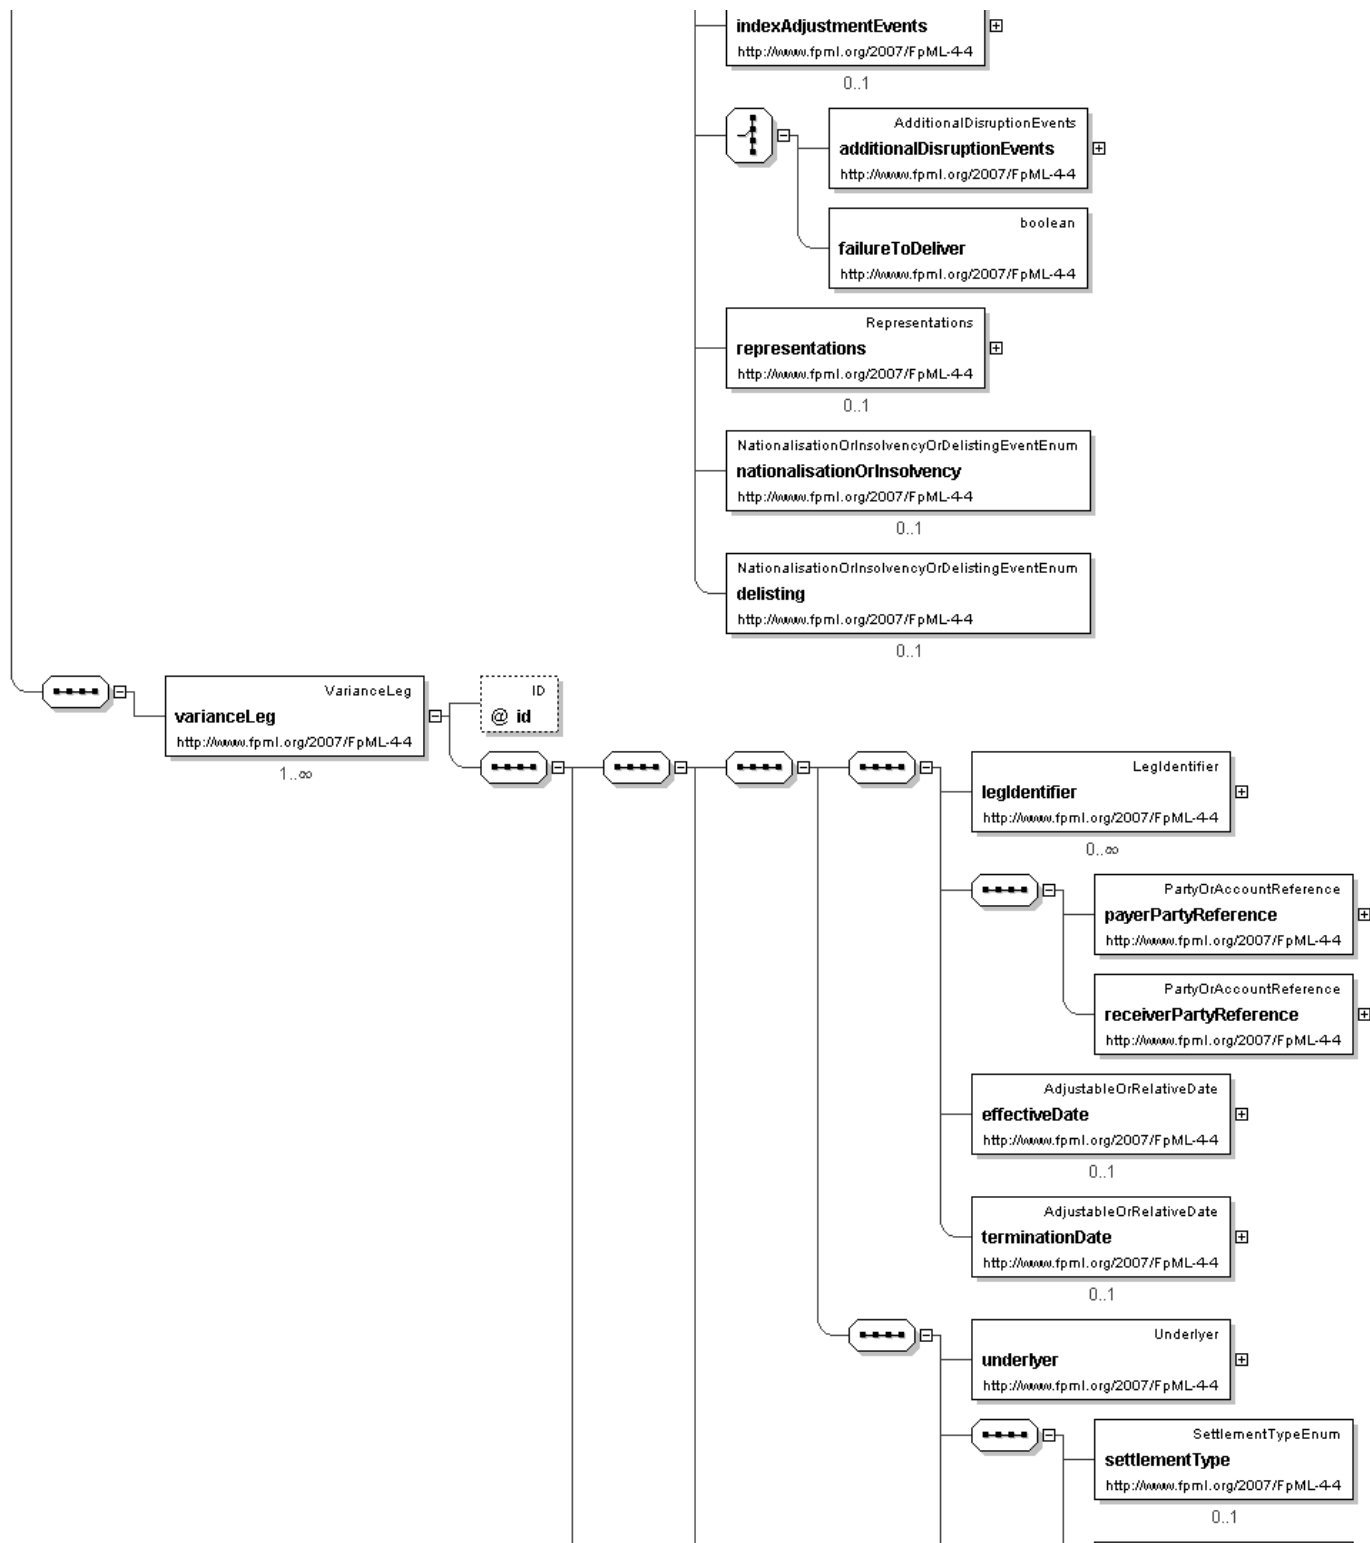 indexAdjustmentEvents
http://www.fpml.org/2007/FpML-4-4
0..1
AdditionalDisruptionEvents
additionalDisruptionEvents
http://www.fpml.org/2007/FpML-4-4
boolean
failureToDeliver
http://www.fpml.org/2007/FpML-4-4
Representations
representations
http://www.fpml.org/2007/FpML-4-4
0..1
NationalisationOrInsolvencyOrDelistingEventEnum
nationalisationOrInsolvency
http://www.fpml.org/2007/FpML-4-4
0..1
NationalisationOrInsolvencyOrDelistingEventEnum
delisting
http://www.fpml.org/2007/FpML-4-4
0..1
VarianceLeg
varianceLeg
http://www.fpml.org/2007/FpML-4-4
1..∞
ID
@ id
LegIdentifier
legIdentifier
http://www.fpml.org/2007/FpML-4-4
0..∞
PartyOrAccountReference
payerPartyReference
http://www.fpml.org/2007/FpML-4-4
PartyOrAccountReference
receiverPartyReference
http://www.fpml.org/2007/FpML-4-4
AdjustableOrRelativeDate
effectiveDate
http://www.fpml.org/2007/FpML-4-4
0..1
AdjustableOrRelativeDate
terminationDate
http://www.fpml.org/2007/FpML-4-4
0..1
Underlyer
underlyer
http://www.fpml.org/2007/FpML-4-4
SettlementTypeEnum
settlementType
http://www.fpml.org/2007/FpML-4-4
0..1